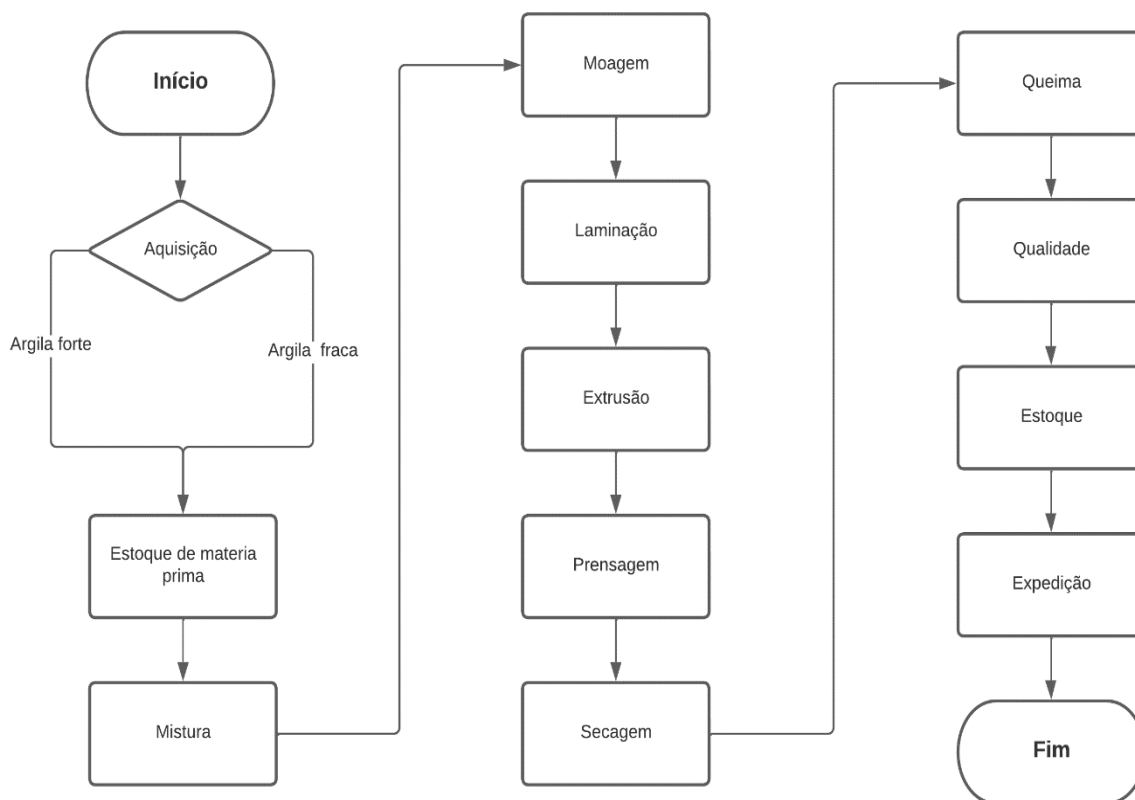 Início
Aquisição
Argila forte
Argila fraca
Estoque de materia
prima
Mistura
Moagem
Laminação
Extrusão
Prensagem
Secagem
Queima
Qualidade
Estoque
Expedição
Fim